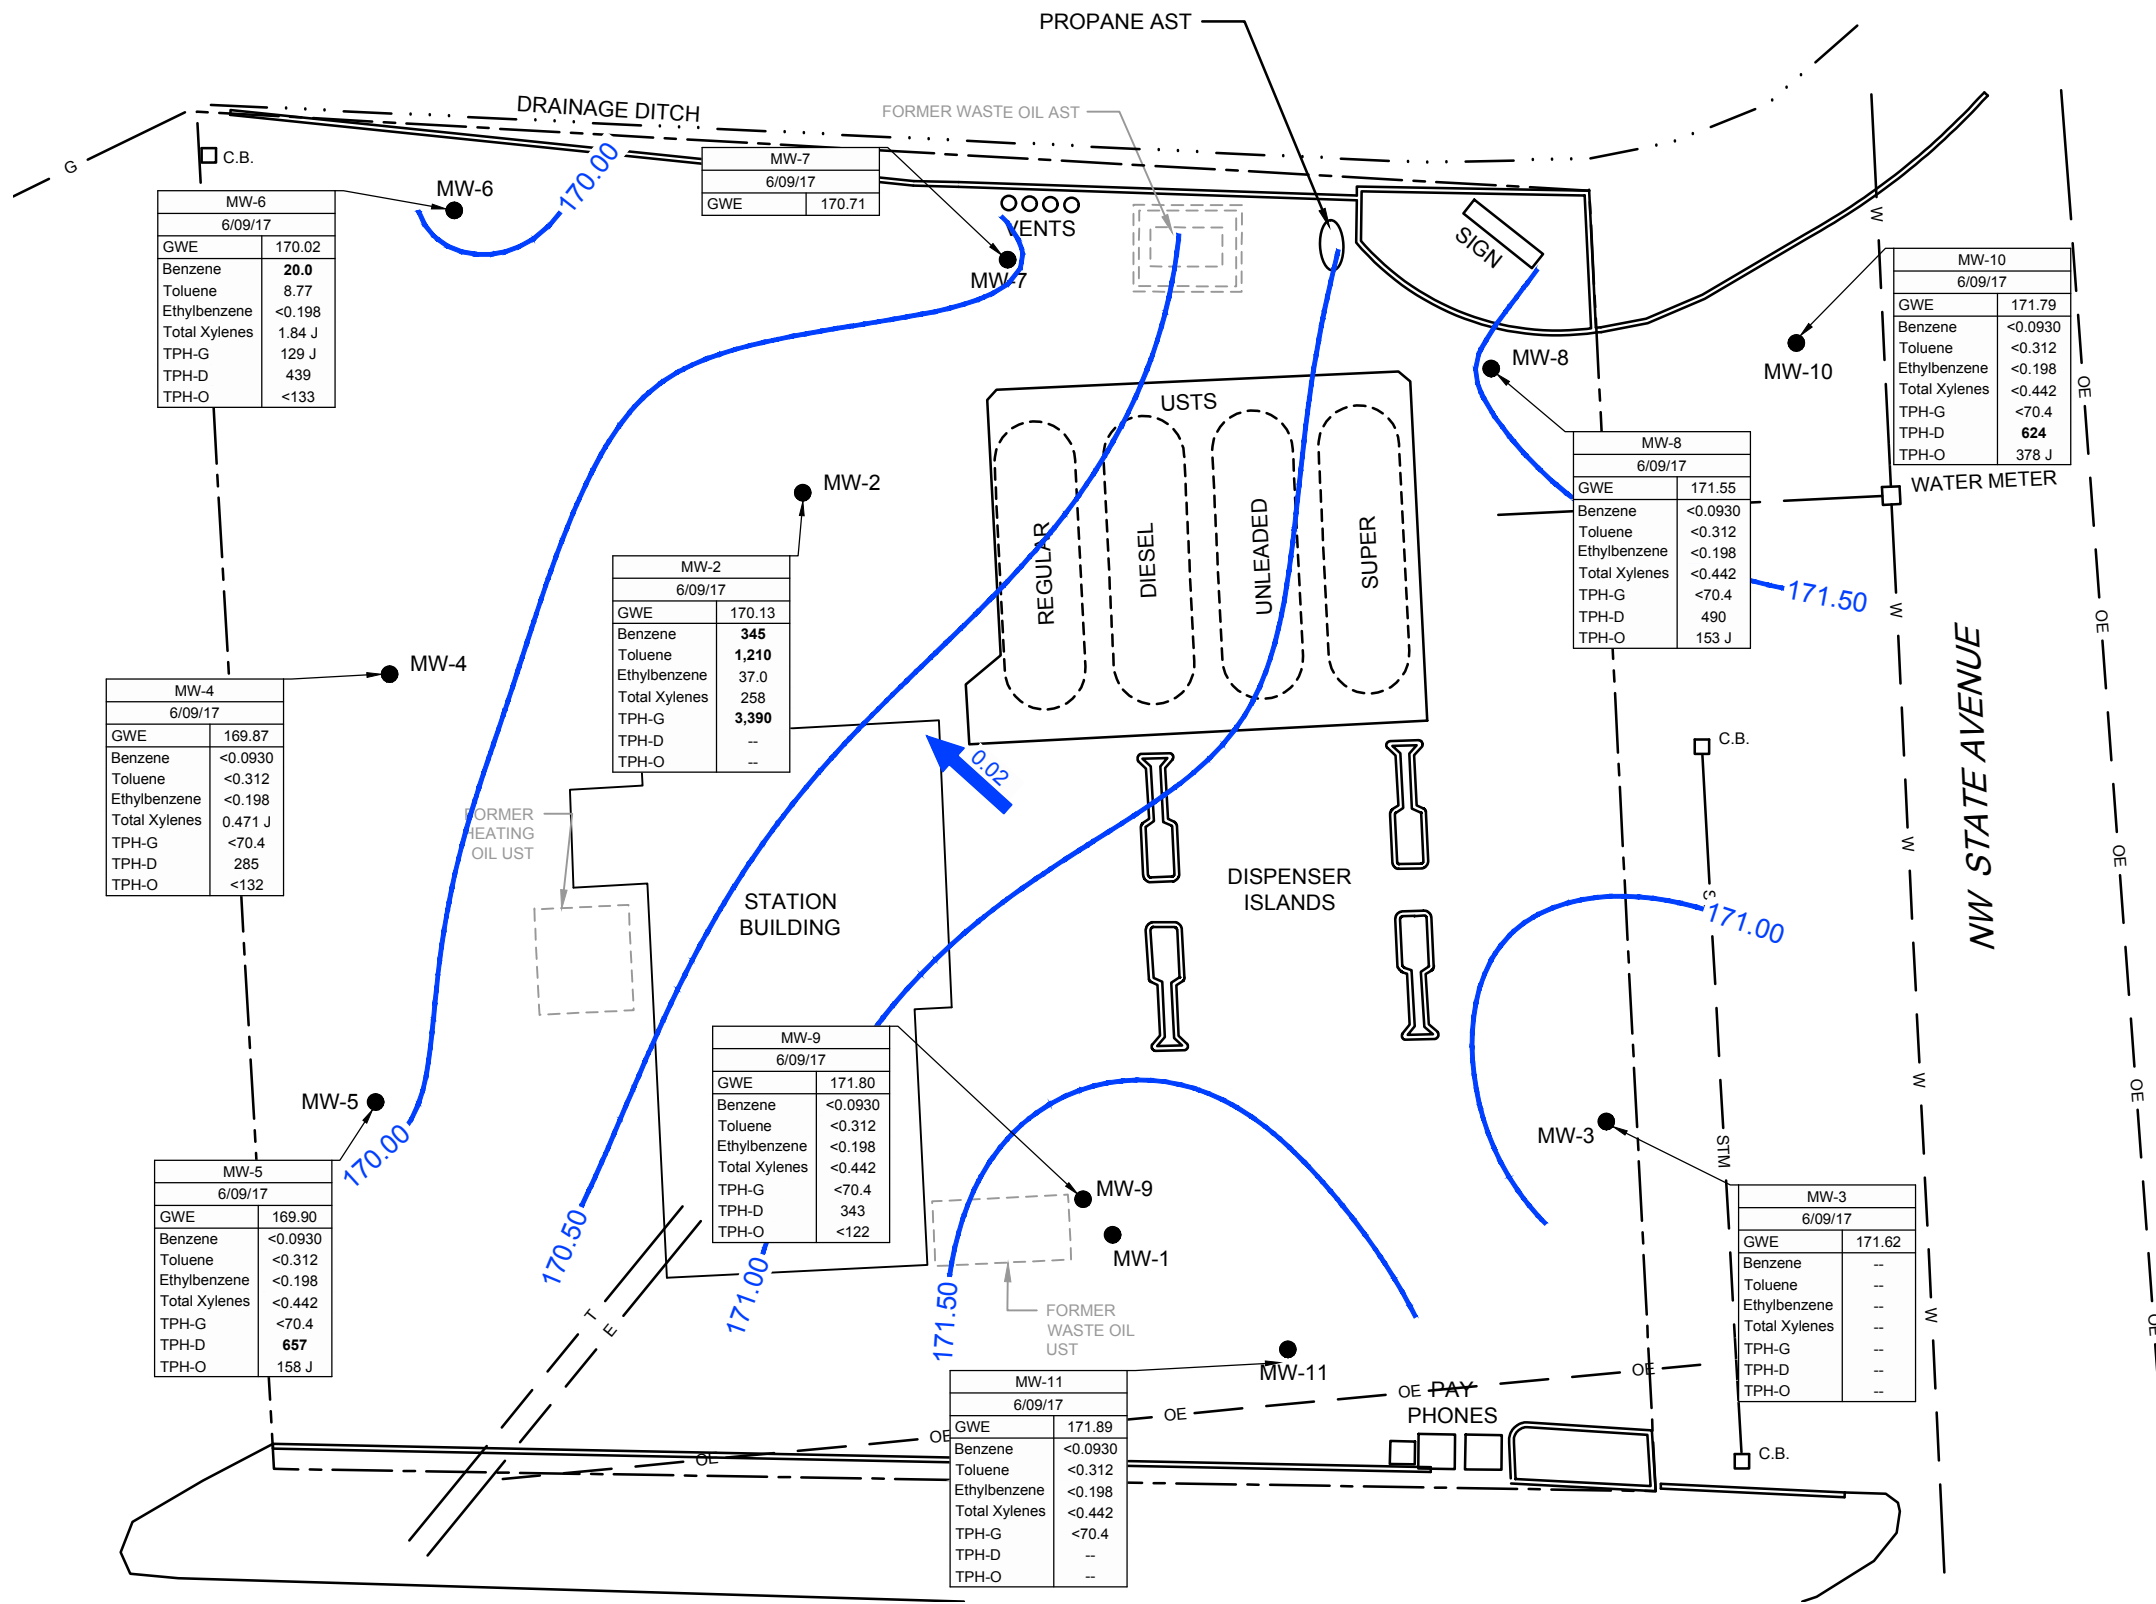 PROPANE AST
DRAINAGE DITCH
FORMER WASTE OIL AST
G
C.B.
170.00
MW-7
6/09/17
GWE 170.71
MW-6
MW-6
6/09/17
GWE 170.02
Benzene 20.0
Toluene 8.77
Ethylbenzene <0.198
Total Xylenes 1.84 J
TPH-G 129 J
TPH-D 439
TPH-O <133
VENTS
MW-7
SIGN
W
MW-10
6/09/17
GWE 171.79
Benzene <0.0930
Toluene <0.312
Ethylbenzene <0.198
Total Xylenes <0.442
TPH-G <70.4
TPH-D 624
TPH-O 378 J
MW-8
MW-10
OE
USTS
REGULAR
DIESEL
UNLEADED
SUPER
MW-2
MW-8
6/09/17
GWE 171.55
Benzene <0.0930
Toluene <0.312
Ethylbenzene <0.198
Total Xylenes <0.442
TPH-G <70.4
TPH-D 490
TPH-O 153 J
WATER METER
171.50
W
OE
MW-2
6/09/17
GWE 170.13
Benzene 345
Toluene 1,210
Ethylbenzene 37.0
Total Xylenes 258
TPH-G 3,390
TPH-D --
TPH-O --
MW-4
MW-4
6/09/17
GWE 169.87
Benzene <0.0930
Toluene <0.312
Ethylbenzene <0.198
Total Xylenes 0.471 J
TPH-G <70.4
TPH-D 285
TPH-O <132
0.02
C.B.
NW STATE AVENUE
FORMER
HEATING
OIL UST
W
OE
STATION
BUILDING
DISPENSER
ISLANDS
S
171.00
MW-9
6/09/17
GWE 171.80
Benzene <0.0930
Toluene <0.312
Ethylbenzene <0.198
Total Xylenes <0.442
TPH-G <70.4
TPH-D 343
TPH-O <122
W
OE
MW-5
170.00
MW-3
STM
MW-5
6/09/17
GWE 169.90
Benzene <0.0930
Toluene <0.312
Ethylbenzene <0.198
Total Xylenes <0.442
TPH-G <70.4
TPH-D 657
TPH-O 158 J
MW-9
MW-1
170.50
171.00
171.50
MW-3
6/09/17
GWE 171.62
Benzene --
Toluene --
Ethylbenzene --
Total Xylenes --
TPH-G --
TPH-D --
TPH-O --
T
E
FORMER
WASTE OIL
UST
W
OE
MW-11
MW-11
6/09/17
GWE 171.89
Benzene <0.0930
Toluene <0.312
Ethylbenzene <0.198
Total Xylenes <0.442
TPH-G <70.4
TPH-D --
TPH-O --
OE
OE
OE
OE
OE
PAY
PHONES
C.B.